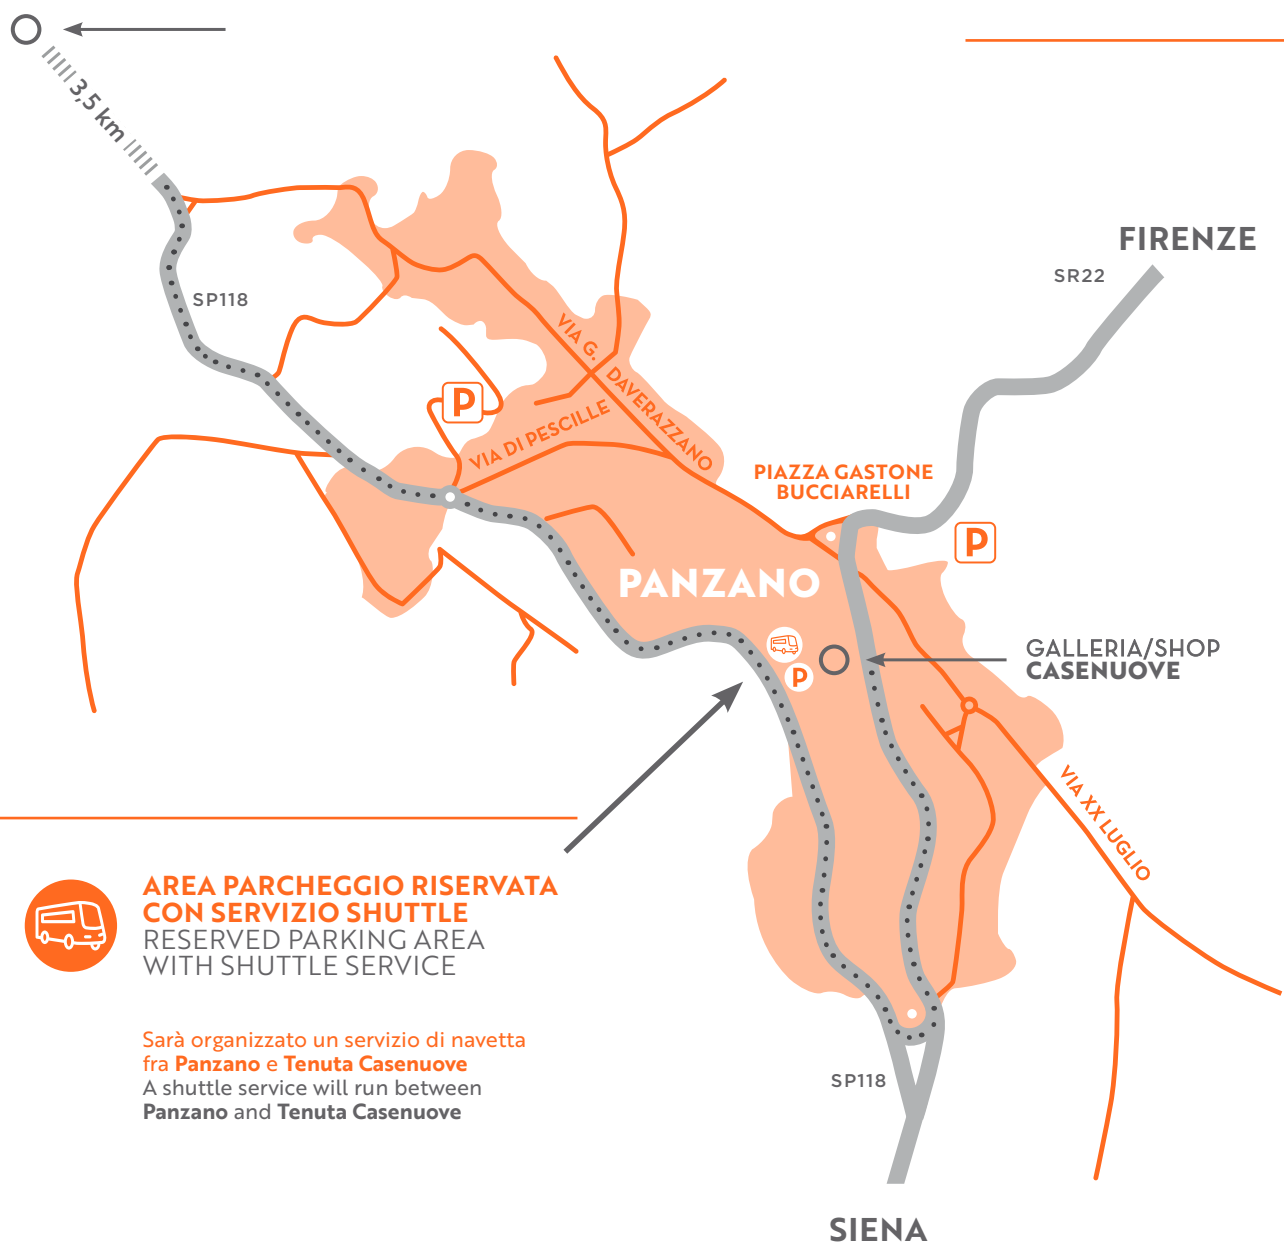 3,5 km
FIRENZE
SR22
SP118
VIA G. DAVERAZZANO
P
VIA DI PESCILLE
PIAZZA GASTONE
BUCCIARELLI
P
PANZANO
P
GALLERIA/SHOP
CASENUOVE
VIA XX LUGLIO
AREA PARCHEGGIO RISERVATA
CON SERVIZIO SHUTTLE
RESERVED PARKING AREA
WITH SHUTTLE SERVICE
Sarà organizzato un servizio di navetta
fra Panzano e Tenuta Casenuove
A shuttle service will run between
Panzano and Tenuta Casenuove
SP118
SIENA